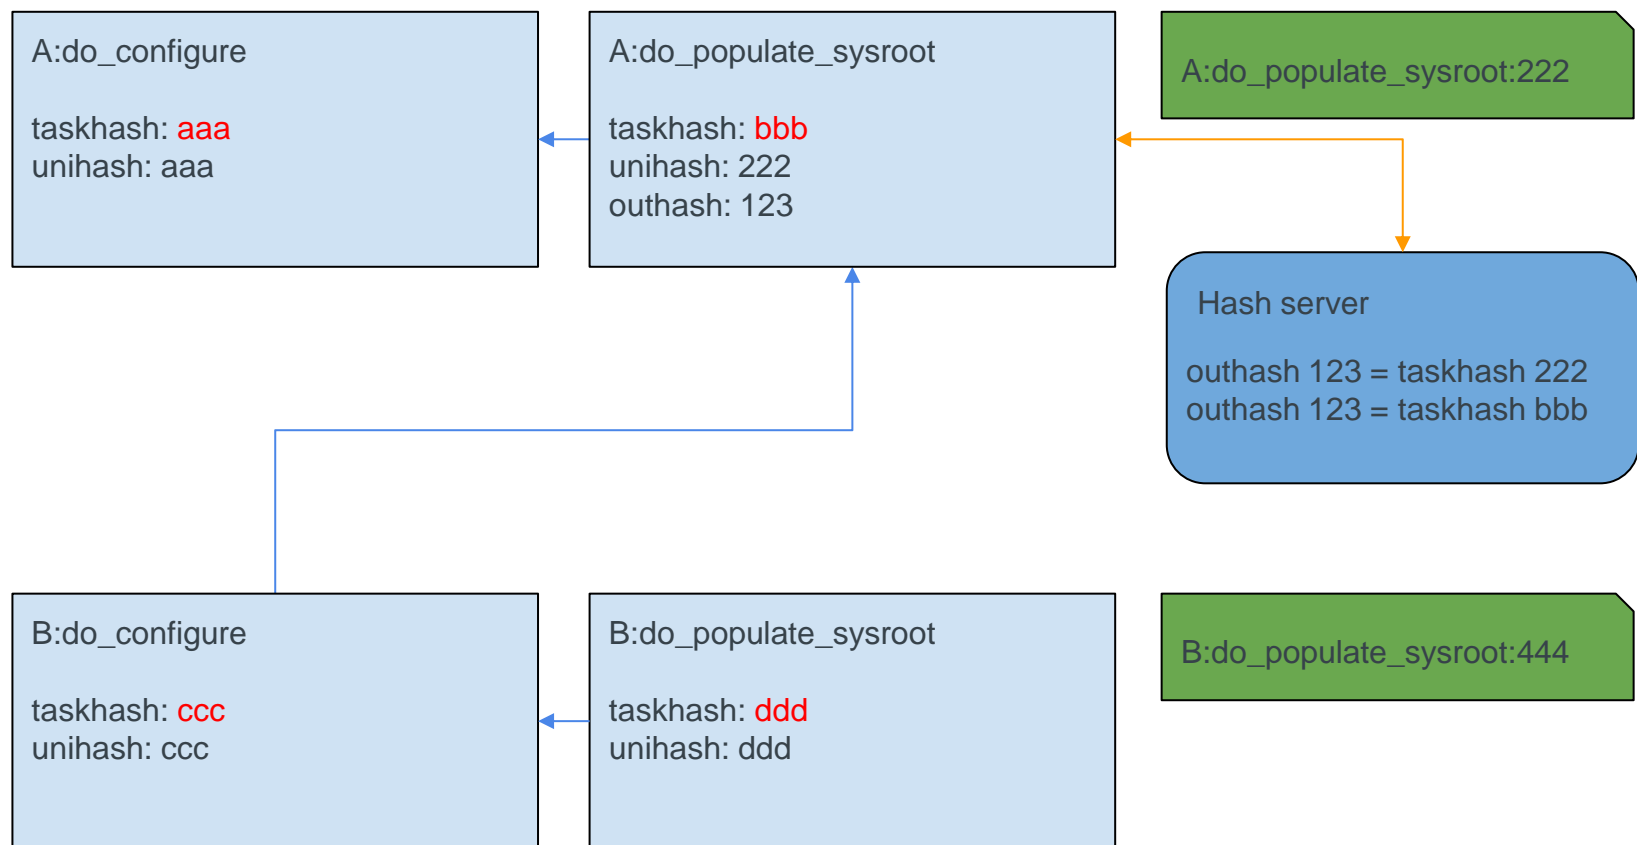 A:do_configure
taskhash: aaa
unihash: aaa
A:do_populate_sysroot
taskhash: bbb
unihash: 222
outhash: 123
A:do_populate_sysroot:222
Hash server
outhash 123 = taskhash 222
outhash 123 = taskhash bbb
B:do_configure
taskhash: ccc
unihash: ccc
B:do_populate_sysroot
taskhash: ddd
unihash: ddd
B:do_populate_sysroot:444